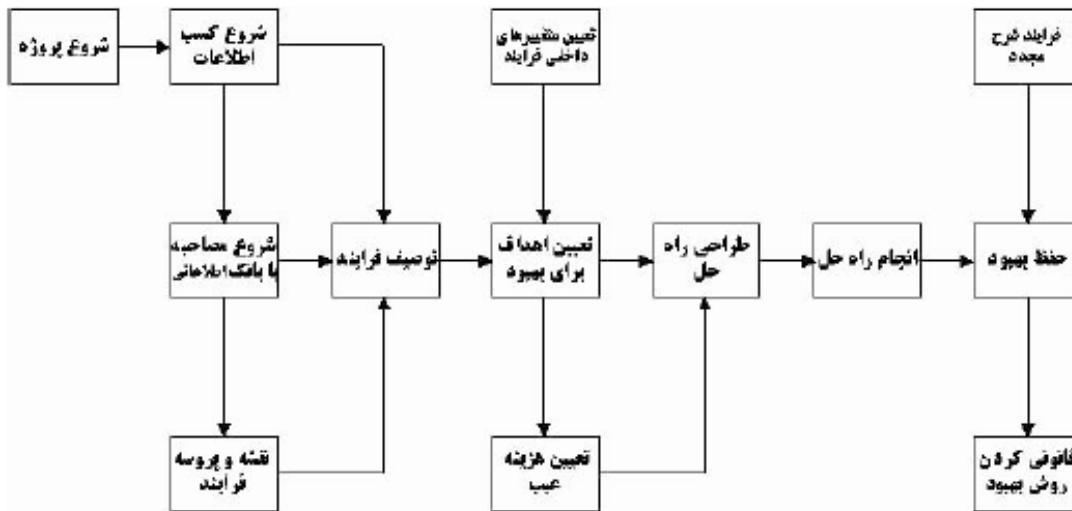 شروع پروژه
شروع کسب
اطلاعات
تعیین متغییرهای
داخلی فرایند
فرایند شرح
مجدد
شروع مصاحبه
با بانک اطلاعاتی
توصیف فرایند
تعیین اهداف
برای بهبود
طراحی راه
حل
انجام راه حل
حفظ بهبود
نقشه و پروسه
فرایند
تعیین هزینه
عیب
قانونی کردن
روش بهبود